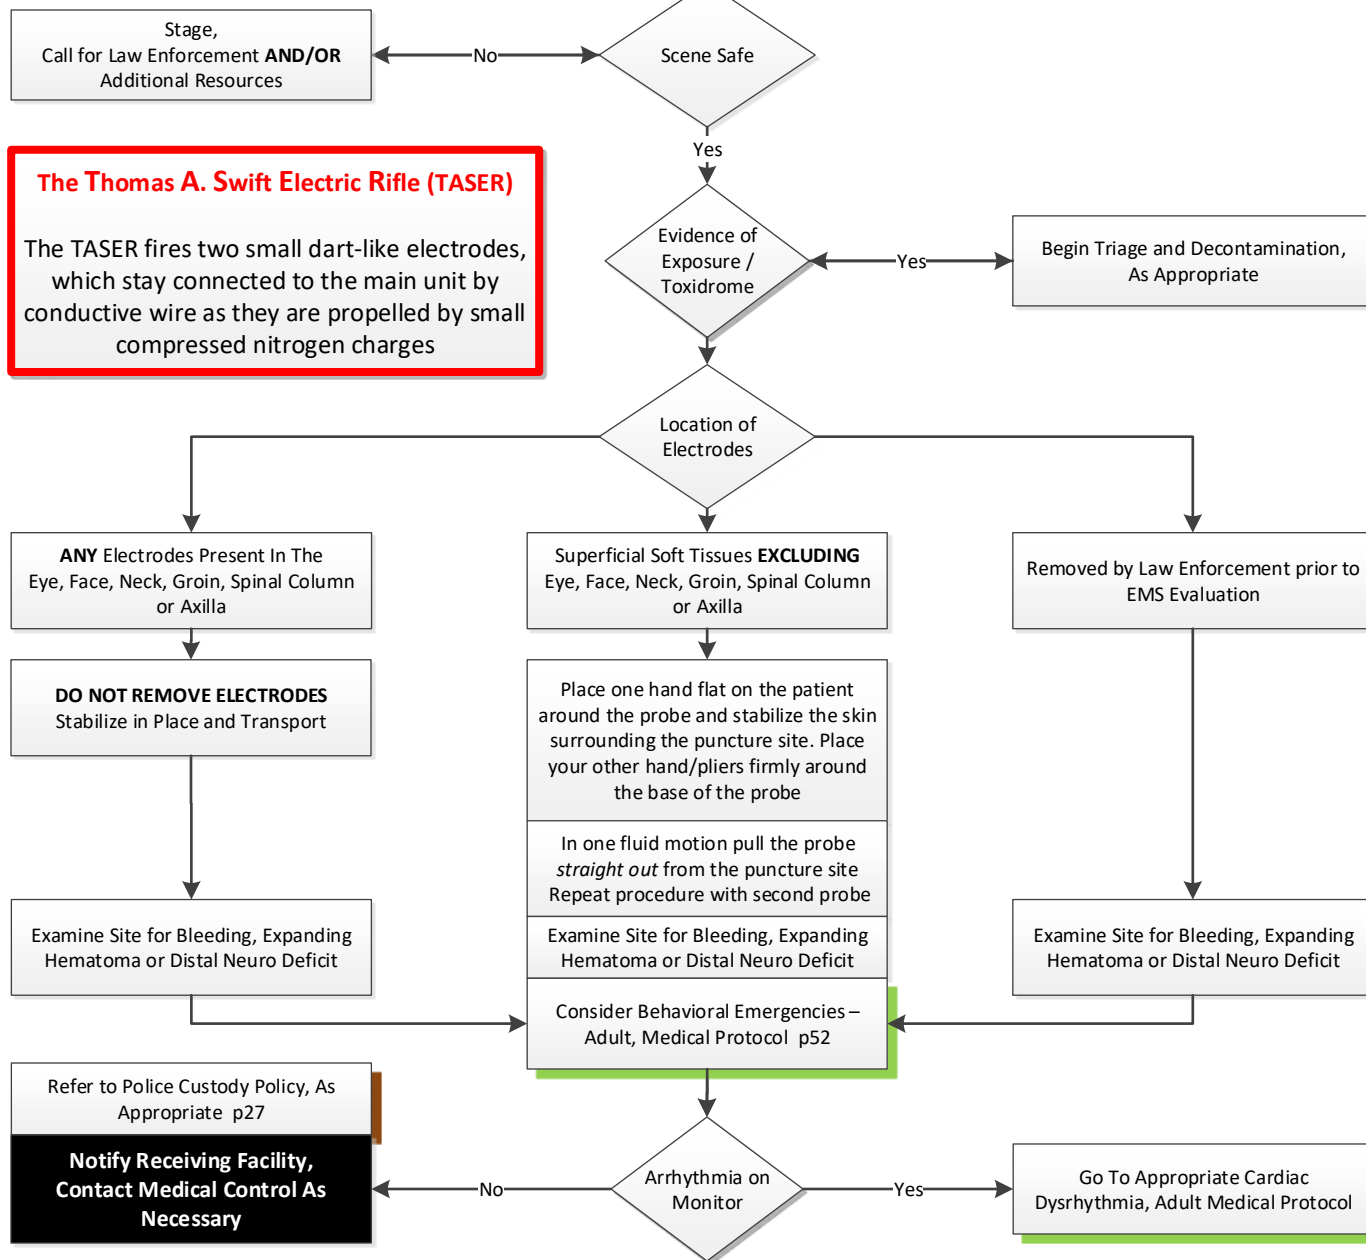 Stage,
Call for Law Enforcement AND/OR
Additional Resources
No
Scene Safe
Yes
The Thomas A. Swift Electric Rifle (TASER)
The TASER fires two small dart-like electrodes,
which stay connected to the main unit by
conductive wire as they are propelled by small
compressed nitrogen charges
Evidence of
Exposure /
Toxidrome
Yes
Begin Triage and Decontamination,
As Appropriate
Location of
Electrodes
ANY Electrodes Present In The
Eye, Face, Neck, Groin, Spinal Column
or Axilla
Superficial Soft Tissues EXCLUDING
Eye, Face, Neck, Groin, Spinal Column
or Axilla
Removed by Law Enforcement prior to
EMS Evaluation
DO NOT REMOVE ELECTRODES
Stabilize in Place and Transport
Place one hand flat on the patient
around the probe and stabilize the skin
surrounding the puncture site. Place
your other hand/pliers firmly around
the base of the probe
In one fluid motion pull the probe
straight out from the puncture site
Repeat procedure with second probe
Examine Site for Bleeding, Expanding
Hematoma or Distal Neuro Deficit
Examine Site for Bleeding, Expanding
Hematoma or Distal Neuro Deficit
Examine Site for Bleeding, Expanding
Hematoma or Distal Neuro Deficit
Consider Behavioral Emergencies –
Adult, Medical Protocol p52
Refer to Police Custody Policy, As
Appropriate p27
Notify Receiving Facility,
Contact Medical Control As
Necessary
No
Arrhythmia on
Monitor
Yes
Go To Appropriate Cardiac
Dysrhythmia, Adult Medical Protocol